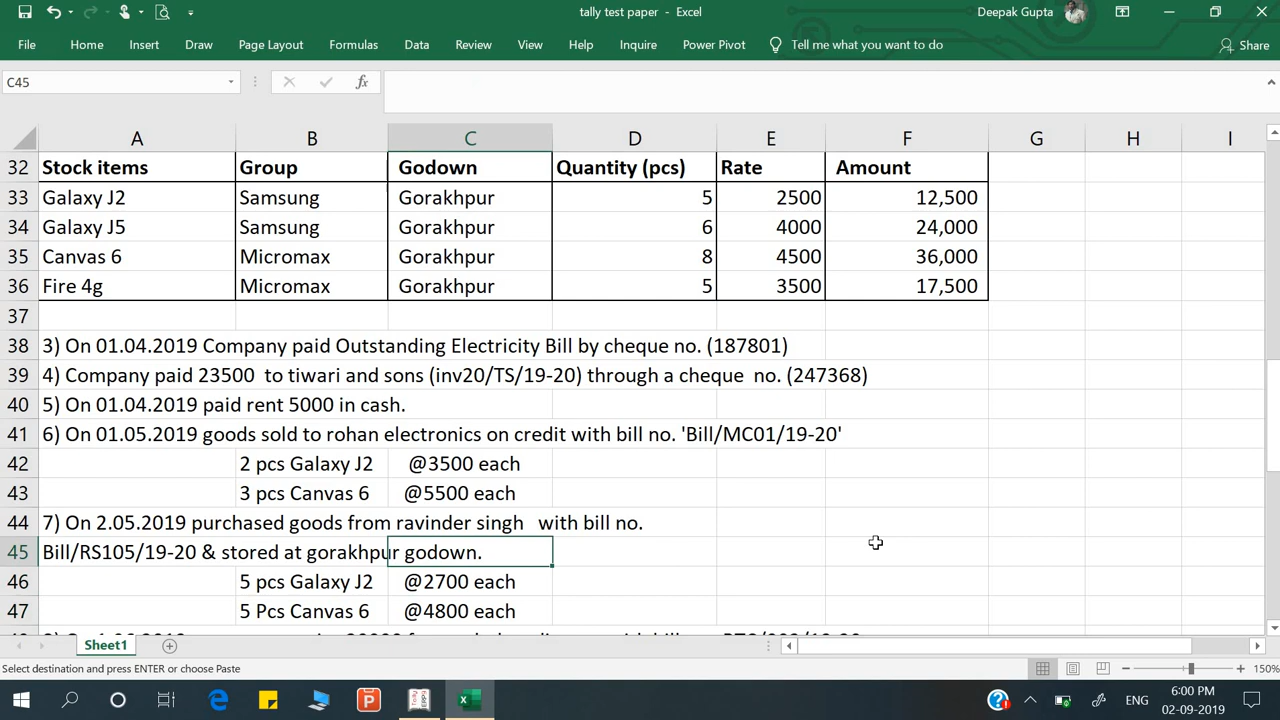 tally test paper - Excel
Deepak Gupta
File Home Insert Draw Page Layout Formulas Data Review View Help Inquire Power Pivot Tell me what you want to do Share
C45 fx
A B C D E F G H I
32 Stock items Group Godown Quantity (pcs) Rate Amount
33 Galaxy J2 Samsung Gorakhpur 5 2500 12,500
34 Galaxy J5 Samsung Gorakhpur 6 4000 24,000
35 Canvas 6 Micromax Gorakhpur 8 4500 36,000
36 Fire 4g Micromax Gorakhpur 5 3500 17,500
37
38 3) On 01.04.2019 Company paid Outstanding Electricity Bill by cheque no. (187801)
39 4) Company paid 23500 to tiwari and sons (inv20/TS/19-20) through a cheque no. (247368)
40 5) On 01.04.2019 paid rent 5000 in cash.
41 6) On 01.05.2019 goods sold to rohan electronics on credit with bill no. 'Bill/MC01/19-20'
42 2 pcs Galaxy J2 @3500 each
43 3 pcs Canvas 6 @5500 each
44 7) On 2.05.2019 purchased goods from ravinder singh with bill no.
45 Bill/RS105/19-20 & stored at gorakhpur godown.
46 5 pcs Galaxy J2 @2700 each
47 5 Pcs Canvas 6 @4800 each
Sheet1
Select destination and press ENTER or choose Paste
150%
ENG
6:00 PM
02-09-2019